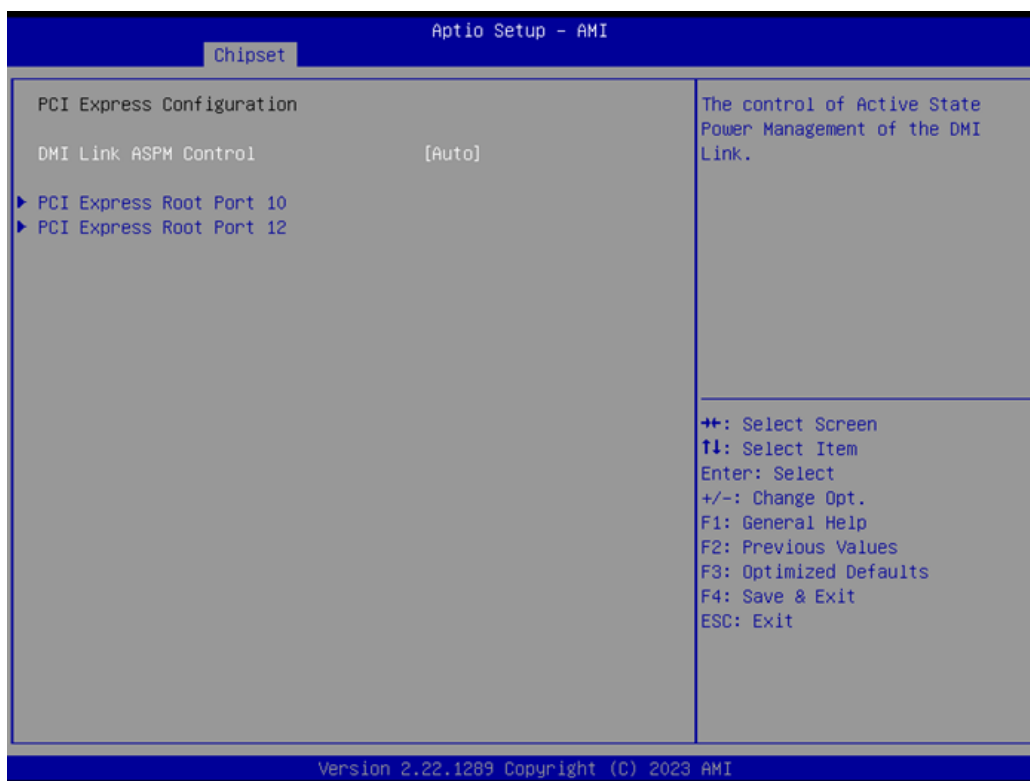 Aptio Setup – AMI
Chipset
PCI Express Configuration
DMI Link ASPM Control [Auto]
▶ PCI Express Root Port 10
▶ PCI Express Root Port 12
The control of Active State
Power Management of the DMI
Link.
→←: Select Screen
↑↓: Select Item
Enter: Select
+/-: Change Opt.
F1: General Help
F2: Previous Values
F3: Optimized Defaults
F4: Save & Exit
ESC: Exit
Version 2.22.1289 Copyright (C) 2023 AMI